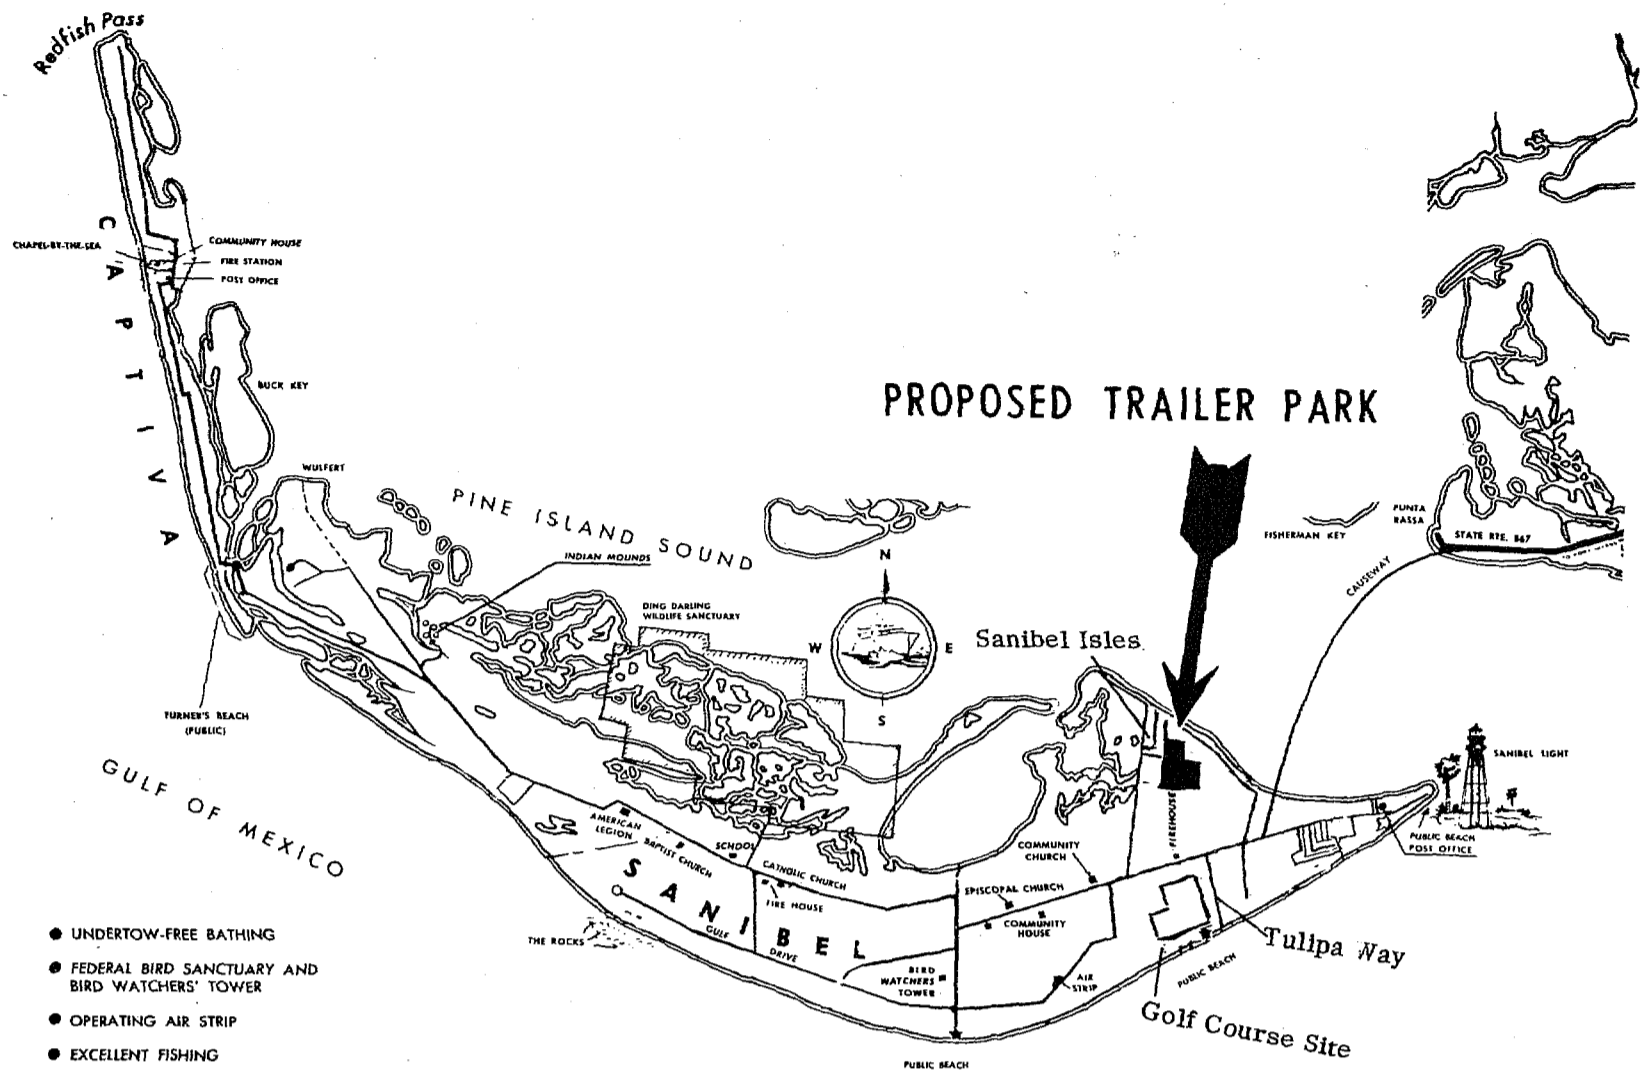 Redfish Pass
CAPTIVA
CHAPEL-BY-THE-SEA
COMMUNITY HOUSE
FIRE STATION
POST OFFICE
BUCK KEY
WULFERT
PINE ISLAND SOUND
INDIAN MOUNDS
DING DARLING
WILDLIFE SANCTUARY
PROPOSED TRAILER PARK
N
W
E
S
Sanibel Isles
FISHERMAN KEY
PUNTA
RASSA
STATE RTE. 867
CAUSEWAY
TURNER'S BEACH
(PUBLIC)
GULF OF MEXICO
SANIBEL LIGHT
PUBLIC BEACH
POST OFFICE
FIREHOUSE
AMERICAN
LEGION
BAPTIST CHURCH
SCHOOL
CATHOLIC CHURCH
FIRE HOUSE
SANIBEL
GULF
DRIVE
THE ROCKS
COMMUNITY
CHURCH
EPISCOPAL CHURCH
COMMUNITY
HOUSE
BIRD
WATCHERS
TOWER
AIR
STRIP
PUBLIC BEACH
Tulipa Way
Golf Course Site
PUBLIC BEACH
UNDERTOW-FREE BATHING
FEDERAL BIRD SANCTUARY AND
BIRD WATCHERS' TOWER
OPERATING AIR STRIP
EXCELLENT FISHING